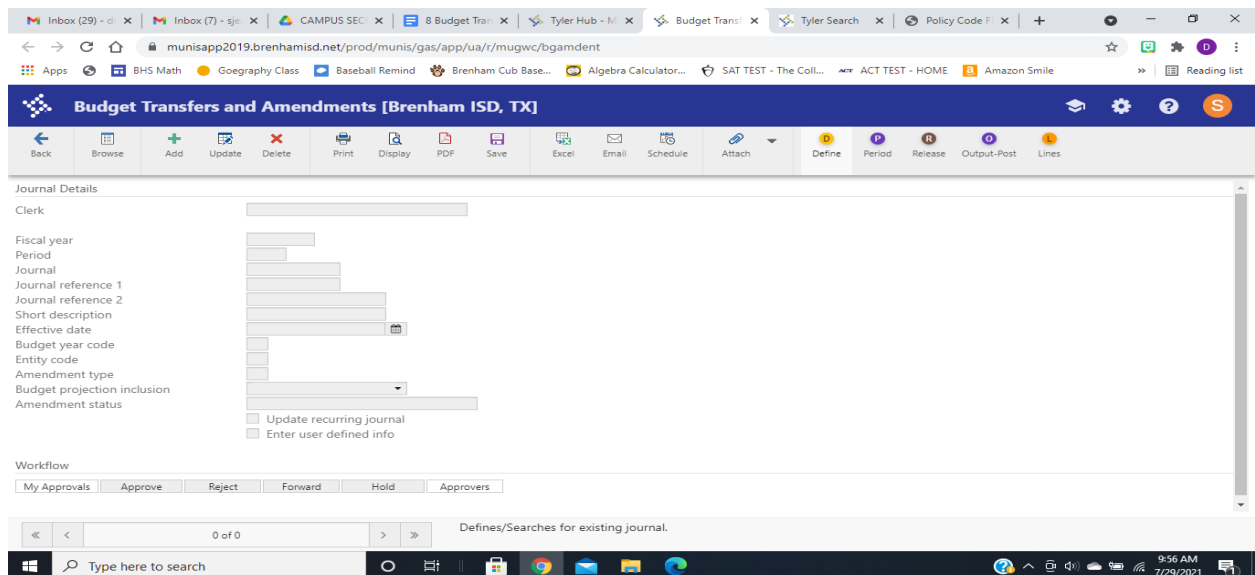 Inbox (29) - d Inbox (7) - sje CAMPUS SEC 8 Budget Tran Tyler Hub - M Budget Transf Tyler Search Policy Code F
munisapp2019.brenhamisd.net/prod/munis/gas/app/ua/r/mugwc/bgamdent D
Apps BHS Math Goegraphy Class Baseball Remind Brenham Cub Base... Algebra Calculator... SAT TEST - The Coll... ACT ACT TEST - HOME Amazon Smile » Reading list
Budget Transfers and Amendments [Brenham ISD, TX] S
D P R O L
Back Browse Add Update Delete Print Display PDF Save Excel Email Schedule Attach Define Period Release Output-Post Lines
Journal Details
Clerk
Fiscal year
Period
Journal
Journal reference 1
Journal reference 2
Short description
Effective date
Budget year code
Entity code
Amendment type
Budget projection inclusion
Amendment status
Update recurring journal
Enter user defined info
Workflow
My Approvals Approve Reject Forward Hold Approvers
0 of 0 Defines/Searches for existing journal.
Type here to search 9:56 AM
7/29/2021